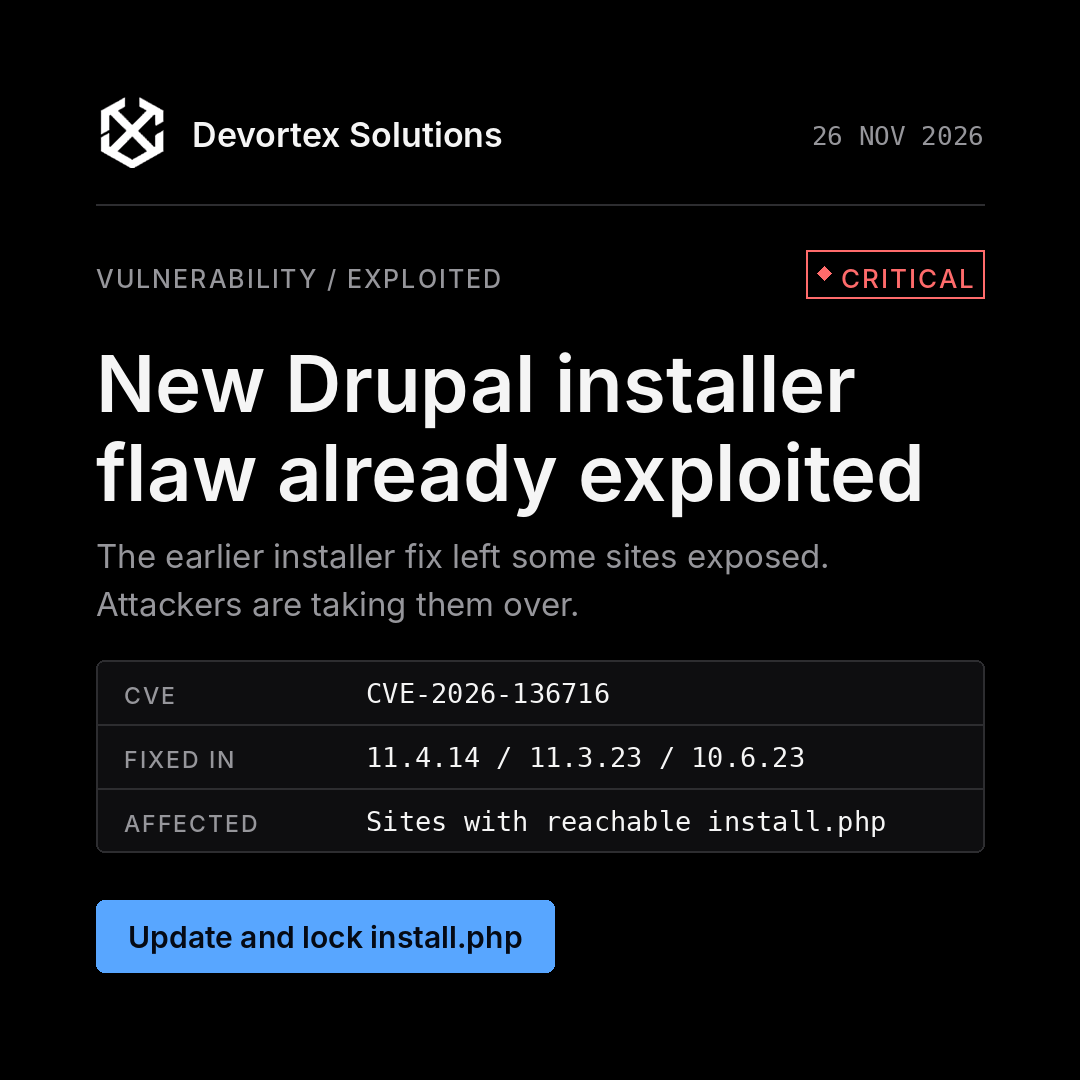 Devortex Solutions
26 NOV 2026
VULNERABILITY / EXPLOITED
CRITICAL
New Drupal installer
flaw already exploited
The earlier installer fix left some sites exposed.
Attackers are taking them over.
CVE CVE-2026-136716
FIXED IN 11.4.14 / 11.3.23 / 10.6.23
AFFECTED Sites with reachable install.php
Update and lock install.php